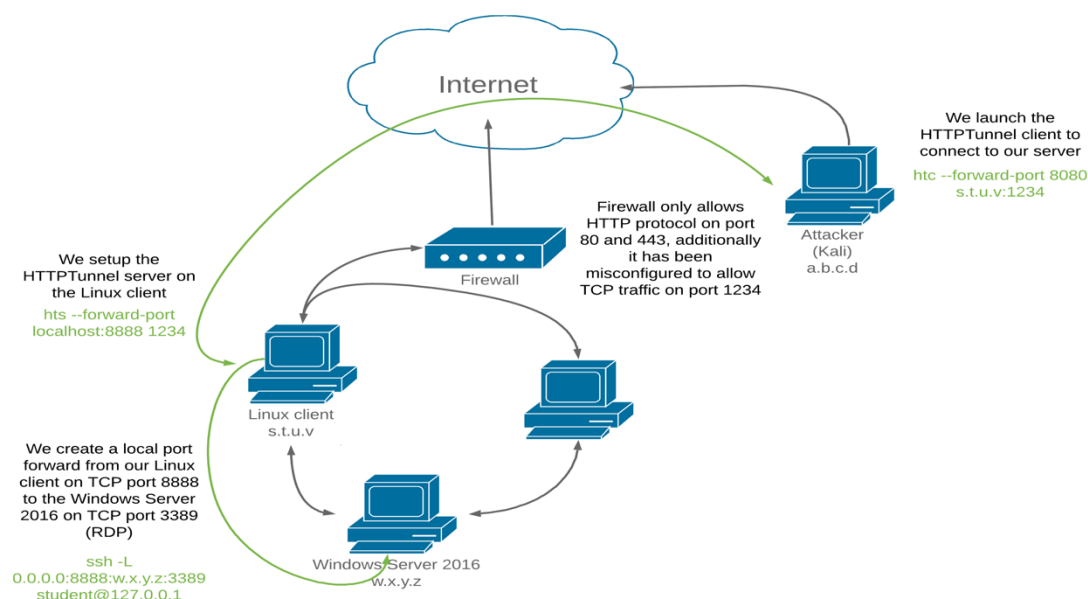 Internet
We launch the
HTTPTunnel client to
connect to our server
htc --forward-port 8080
s.t.u.v:1234
Attacker
(Kali)
a.b.c.d
Firewall only allows
HTTP protocol on port
80 and 443, additionally
it has been
misconfigured to allow
TCP traffic on port 1234
Firewall
We setup the
HTTPTunnel server on
the Linux client
hts --forward-port
localhost:8888 1234
Linux client
s.t.u.v
We create a local port
forward from our Linux
client on TCP port 8888
to the Windows Server
2016 on TCP port 3389
(RDP)
ssh -L
0.0.0.0:8888:w.x.y.z:3389
student@127.0.0.1
Windows Server 2016
w.x.y.z